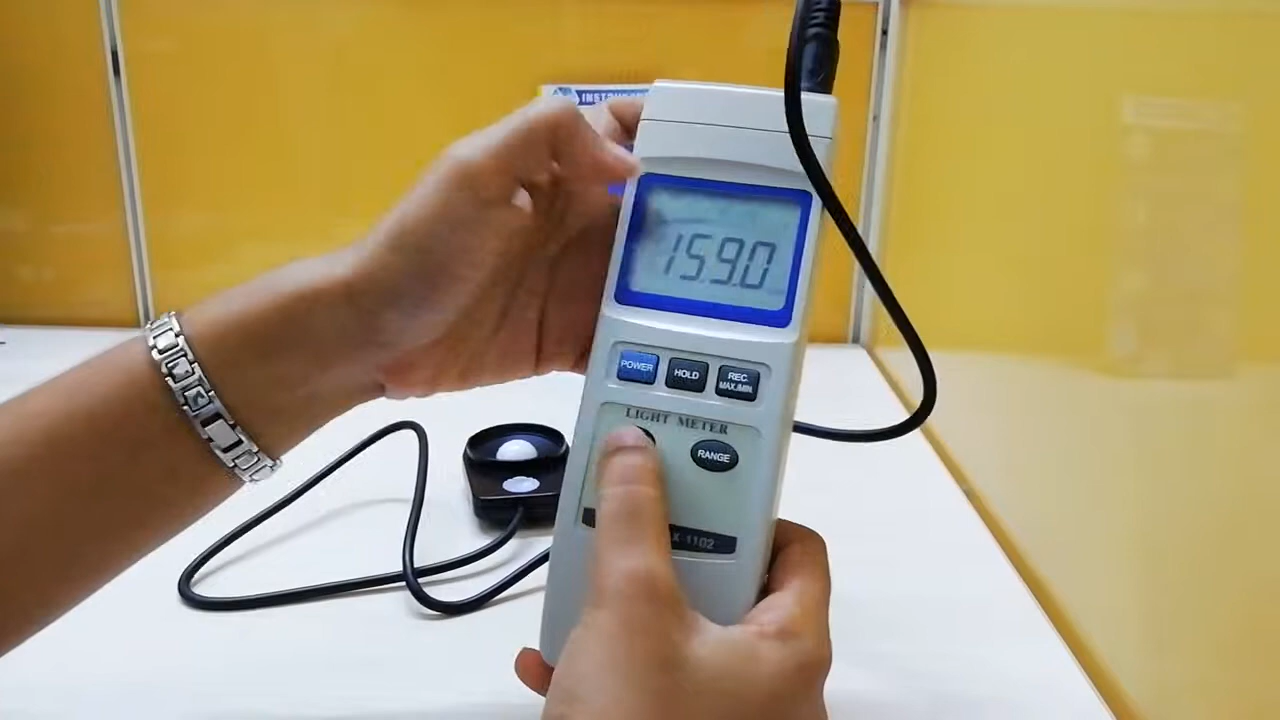 159.0
POWER
HOLD
REC.
MAX./MIN.
LIGHT METER
RANGE